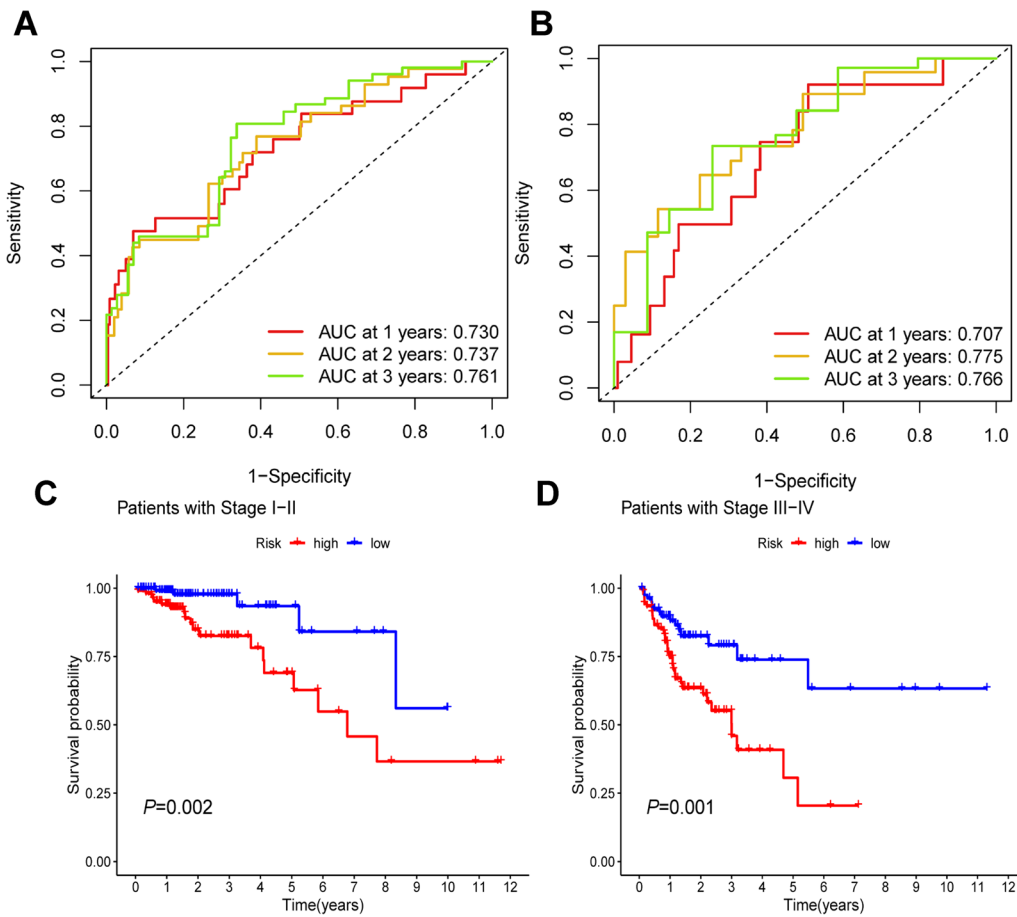 A
B
Sensitivity
1.0
0.8
0.6
0.4
0.2
0.0
AUC at 1 years: 0.730
AUC at 2 years: 0.737
AUC at 3 years: 0.761
0.0 0.2 0.4 0.6 0.8 1.0
1−Specificity
Sensitivity
1.0
0.8
0.6
0.4
0.2
0.0
AUC at 1 years: 0.707
AUC at 2 years: 0.775
AUC at 3 years: 0.766
0.0 0.2 0.4 0.6 0.8 1.0
1−Specificity
C
Patients with Stage I−II
Risk high low
Survival probability
1.00
0.75
0.50
0.25
0.00
P=0.002
0 1 2 3 4 5 6 7 8 9 10 11 12
Time(years)
D
Patients with Stage III−IV
Risk high low
Survival probability
1.00
0.75
0.50
0.25
0.00
P=0.001
0 1 2 3 4 5 6 7 8 9 10 11 12
Time(years)